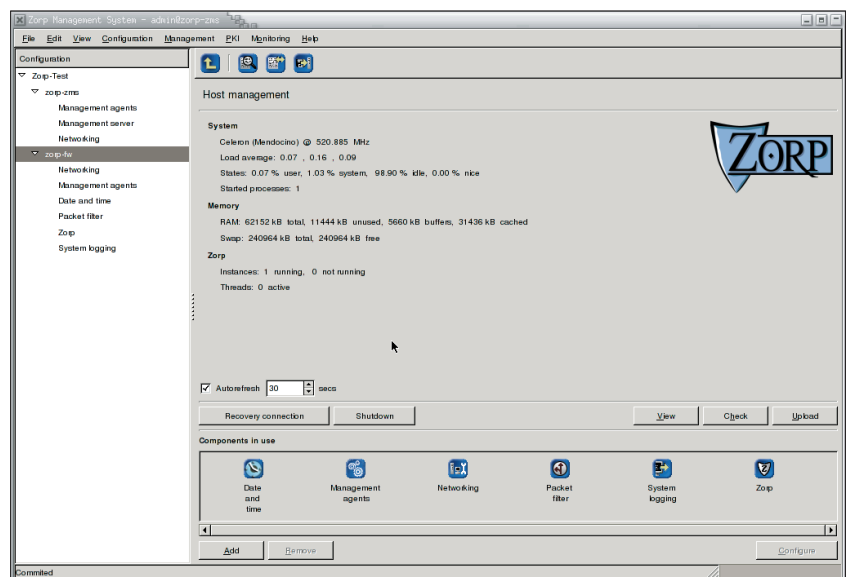 Zorp Management System - admin@zorp-zms
File Edit View Configuration Management PKI Monitoring Help
Configuration
Zorp-Test
zorp-zms
Management agents
Management server
Networking
zorp-fw
Networking
Management agents
Date and time
Packet filter
Zorp
System logging
Host management
System
Celeron (Mendocino) @ 520.885 MHz
Load average: 0.07 , 0.16 , 0.09
States: 0.07 % user, 1.03 % system, 98.90 % idle, 0.00 % nice
Started processes: 1
Memory
RAM: 62152 kB total, 11444 kB unused, 5660 kB buffers, 31436 kB cached
Swap: 240964 kB total, 240964 kB free
Zorp
Instances: 1 running, 0 not running
Threads: 0 active
ZORP
Autorefresh 30 secs
Recovery connection Shutdown View Check Upload
Components in use
Date
and
time
Management
agents
Networking
Packet
filter
System
logging
Zorp
Add Remove Configure
Commited